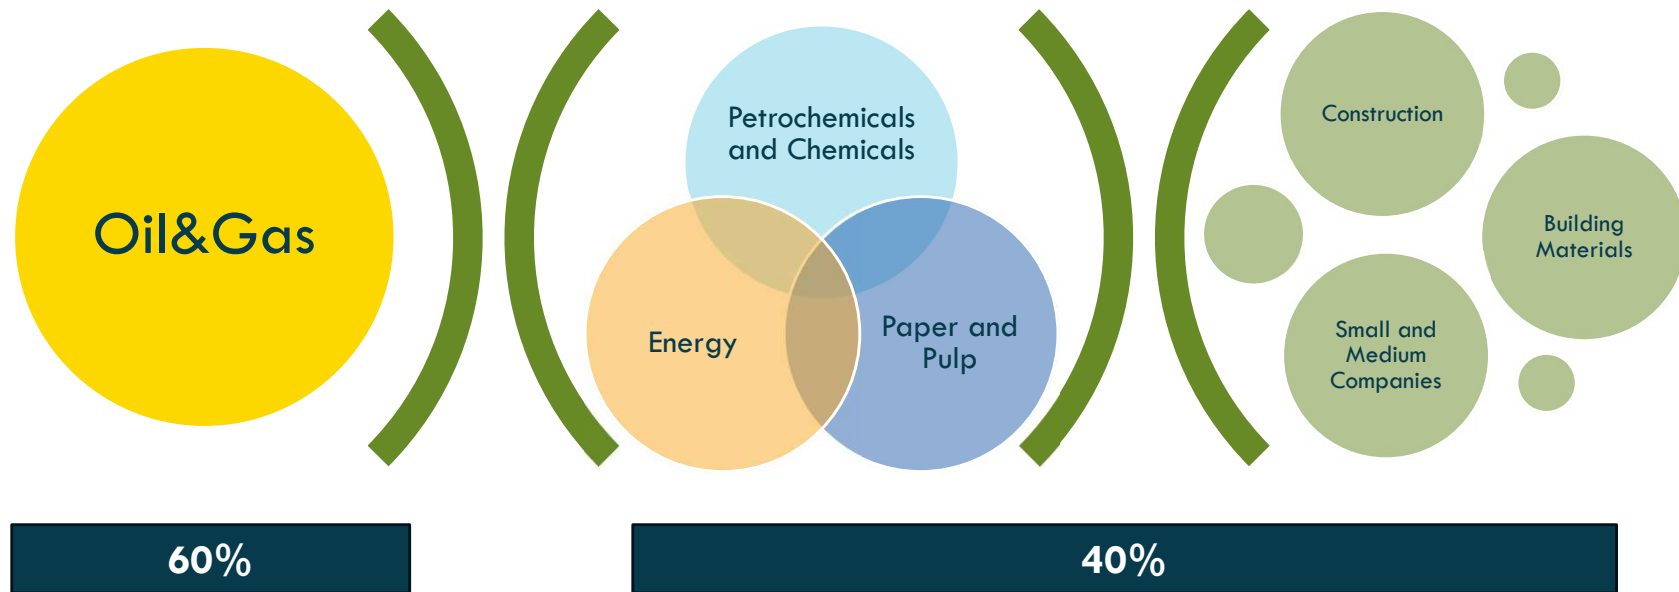 Oil&Gas
Petrochemicals
and Chemicals
Energy
Paper and
Pulp
Construction
Building
Materials
Small and
Medium
Companies
60%
40%